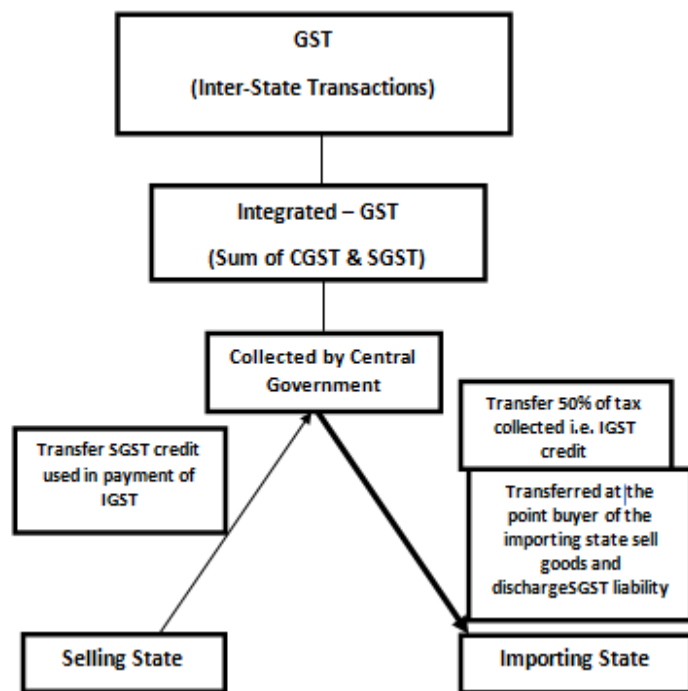 GST
(Inter-State Transactions)
Integrated – GST
(Sum of CGST & SGST)
Collected by Central
Government
Transfer SGST credit
used in payment of
IGST
Transfer 50% of tax
collected i.e. IGST
credit
Transferred at the
point buyer of the
importing state sell
goods and
dischargeSGST liability
Selling State
Importing State